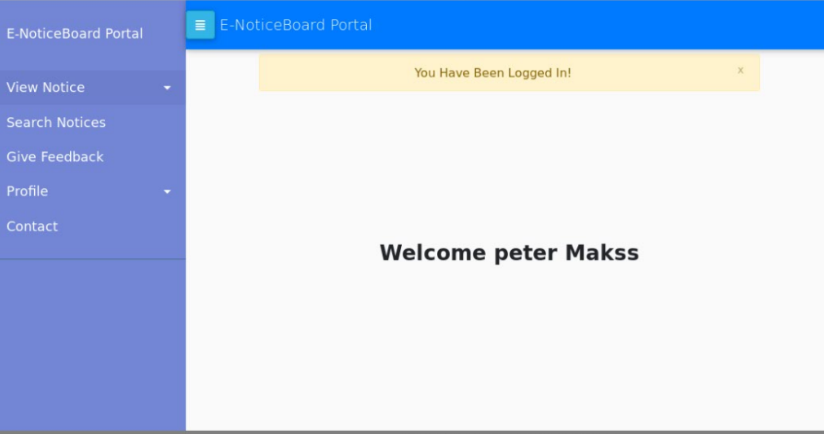 E-NoticeBoard Portal
E-NoticeBoard Portal
You Have Been Logged In!
x
View Notice
Search Notices
Give Feedback
Profile
Contact
Welcome peter Makss